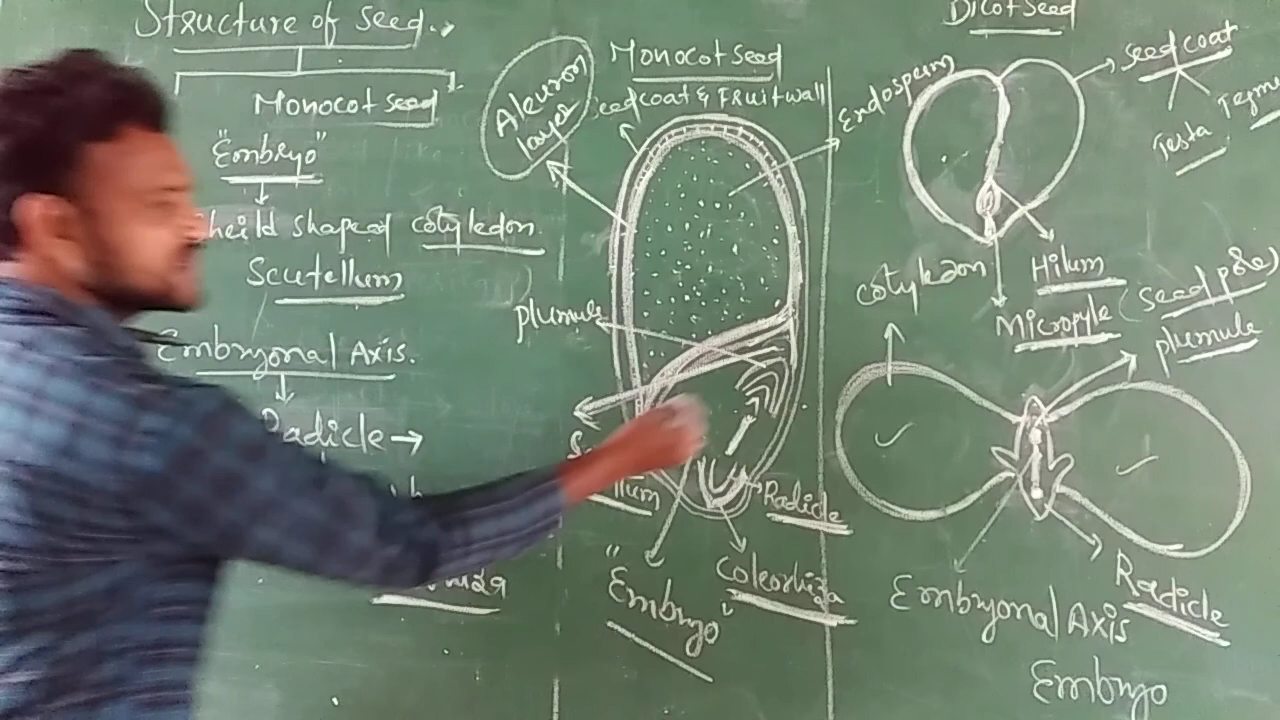 Structure of Seed.
Monocot seed
"Embryo"
heild shaped cotyledon
Scutellum
Embryonal Axis.
Radicle →
Monocot seed
Seed coat & Fruit wall
Aleuron
layer
Endosperm
plumule
llum
Radicle
Coleorhiza
"Embryo"
Dicot seed
Seed coat
Testa
Hilum
Micropyle (Seed pore)
cotyledon
plumule
Radicle
Embryonal Axis
Embryo